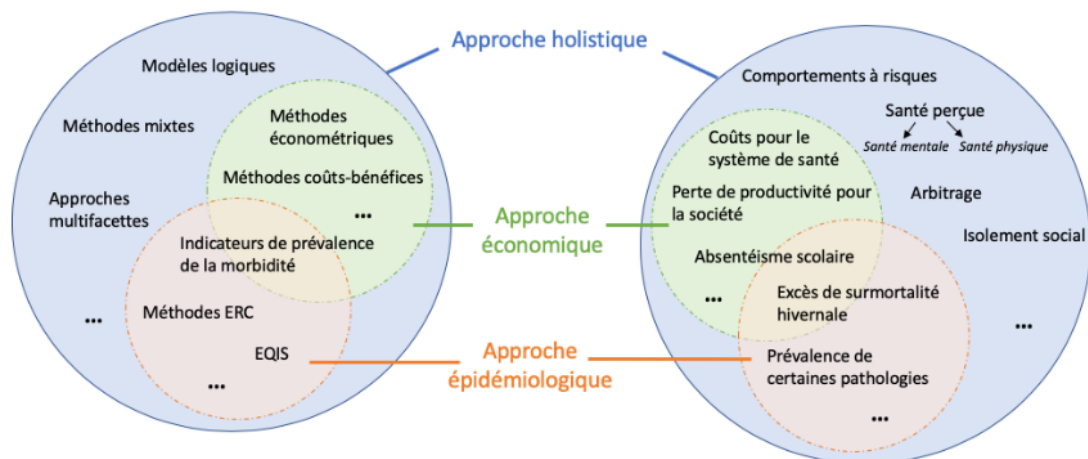 Approche holistique
Modèles logiques
Méthodes mixtes
Méthodes
économétriques
Méthodes coûts-bénéfices
...
Approches
multifacettes
Indicateurs de prévalence
de la morbidité
Méthodes ERC
...
EQIS
...
Approche
économique
Approche
épidémiologique
Comportements à risques
Santé perçue
Santé mentale
Santé physique
Coûts pour le
système de santé
Perte de productivité pour
la société
Arbitrage
Isolement social
Absentéisme scolaire
...
Excès de surmortalité
hivernale
...
Prévalence de
certaines pathologies
...